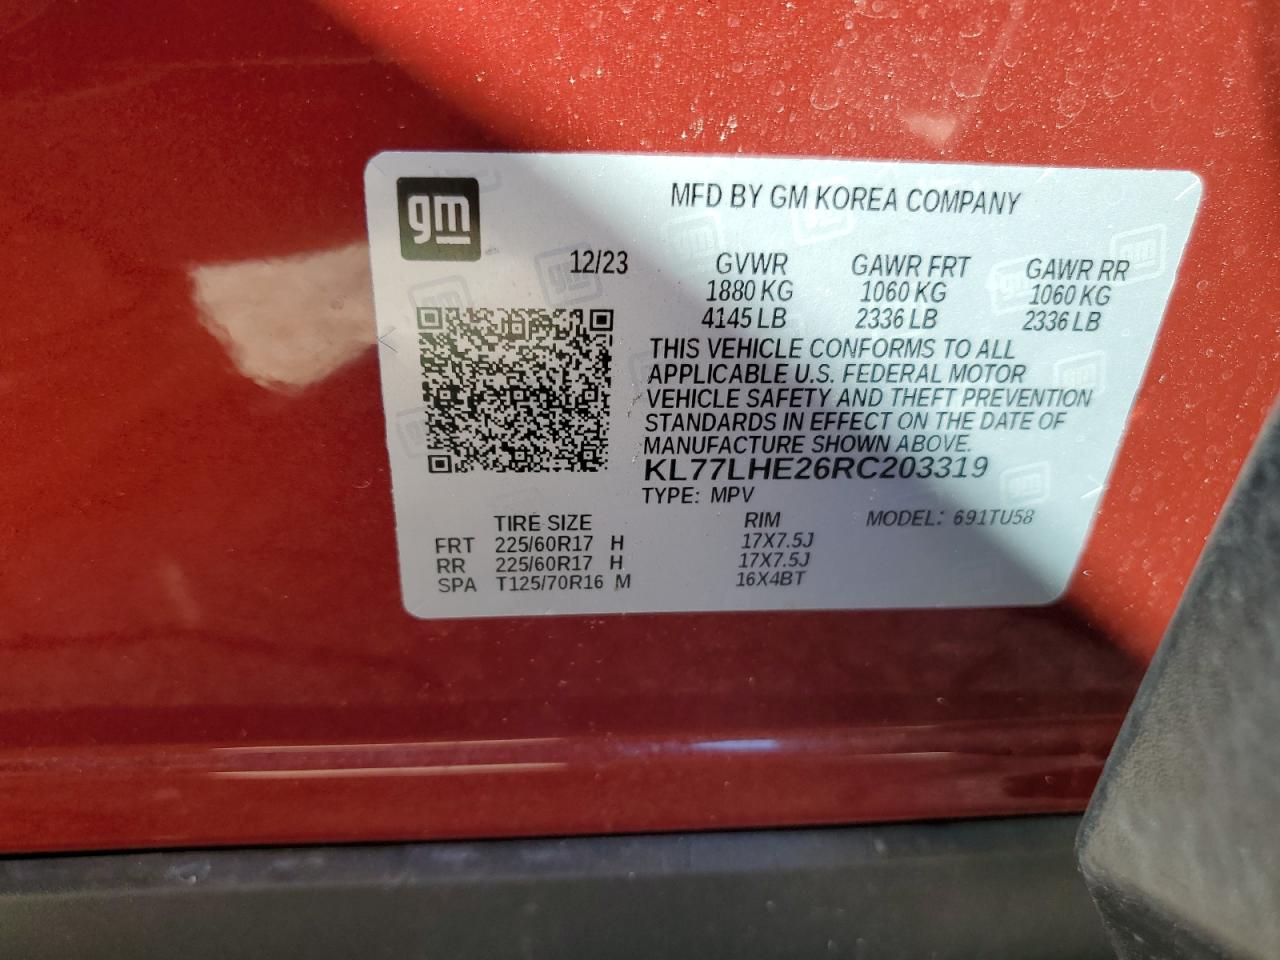 gm
MFD BY GM KOREA COMPANY
12/23 GVWR GAWR FRT GAWR RR
1880 KG 1060 KG 1060 KG
4145 LB 2336 LB 2336 LB
THIS VEHICLE CONFORMS TO ALL
APPLICABLE U.S. FEDERAL MOTOR
VEHICLE SAFETY AND THEFT PREVENTION
STANDARDS IN EFFECT ON THE DATE OF
MANUFACTURE SHOWN ABOVE.
KL77LHE26RC203319
TYPE: MPV
TIRE SIZE RIM MODEL: 691TU58
FRT 225/60R17 H 17X7.5J
RR 225/60R17 H 17X7.5J
SPA T125/70R16 M 16X4BT